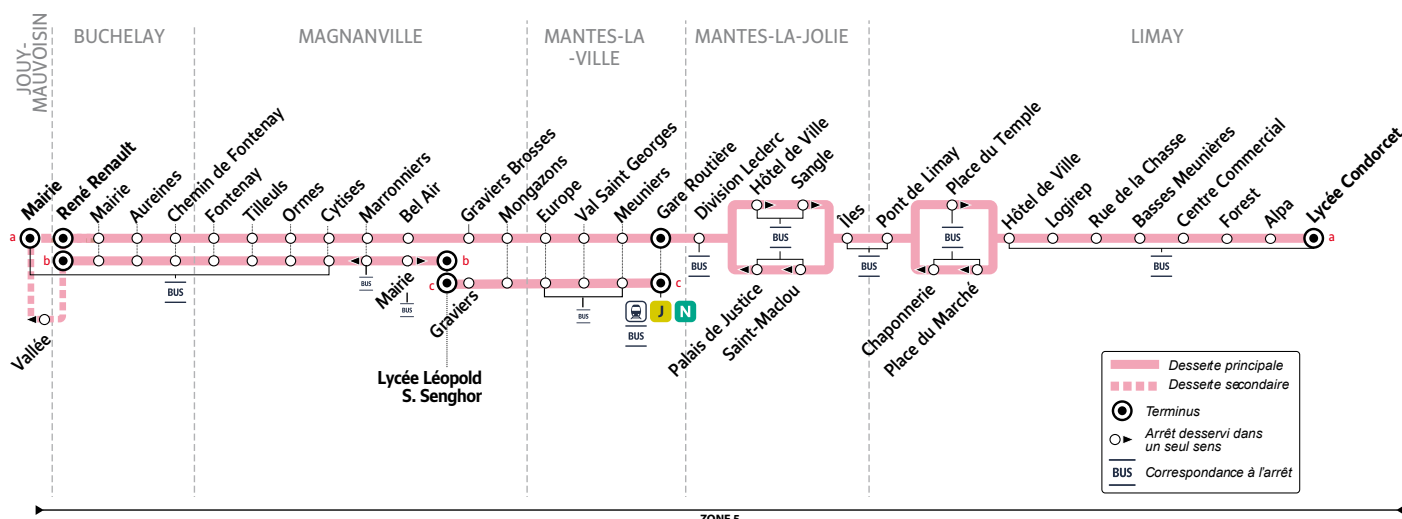 JOUY-
MAUVOISIN
BUCHELAY
MAGNANVILLE
MANTES-LA
-VILLE
MANTES-LA-JOLIE
LIMAY
Mairie
René Renault
Mairie
Aureines
Chemin de Fontenay
Fontenay
Tilleuls
Ormes
Cytises
Marronniers
Bel Air
Graviers Brosses
Mongazons
Europe
Val Saint Georges
Meuniers
Gare Routière
Division Leclerc
Hôtel de Ville
Sangle
Îles
Pont de Limay
Place du Temple
Hôtel de Ville
Logirep
Rue de la Chasse
Basses Meunières
Centre Commercial
Forest
Alpa
Lycée Condorcet
a
a
BUS
BUS
BUS
b
b
BUS
BUS
BUS
BUS
Mairie
BUS
c
c
BUS
BUS
BUS
J
N
Vallée
Graviers
Palais de Justice
Saint-Maclou
Chaponnerie
Place du Marché
Lycée Léopold
S. Senghor
Desserte principale
Desserte secondaire
Terminus
Arrêt desservi dans
un seul sens
BUS
Correspondance à l'arrêt
ZONE 5